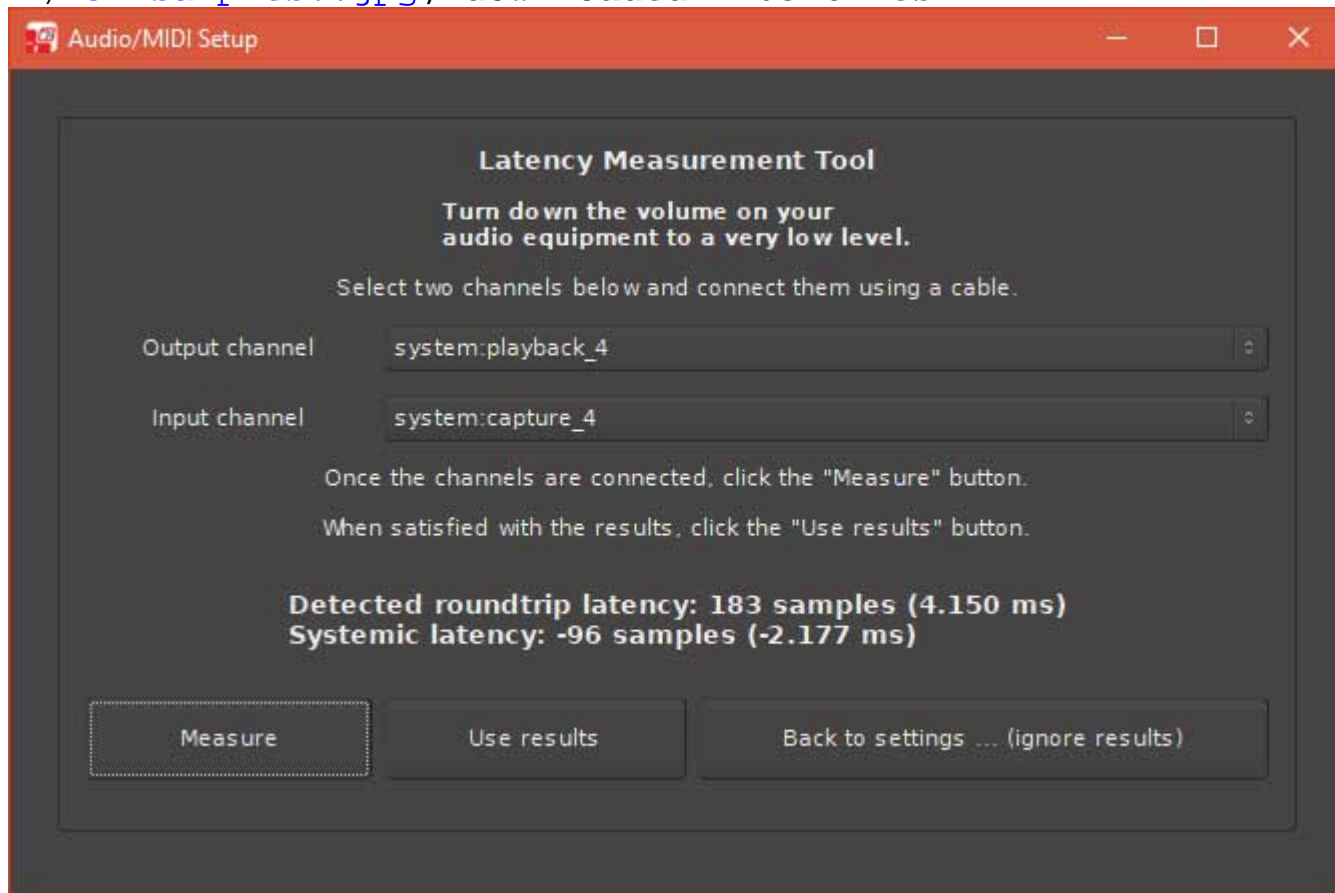 Audio/MIDI Setup
Latency Measurement Tool
Turn down the volume on your
audio equipment to a very low level.
Select two channels below and connect them using a cable.
Output channel system:playback_4
Input channel system:capture_4
Once the channels are connected, click the "Measure" button.
When satisfied with the results, click the "Use results" button.
Detected roundtrip latency: 183 samples (4.150 ms)
Systemic latency: -96 samples (-2.177 ms)
Measure Use results Back to settings ... (ignore results)